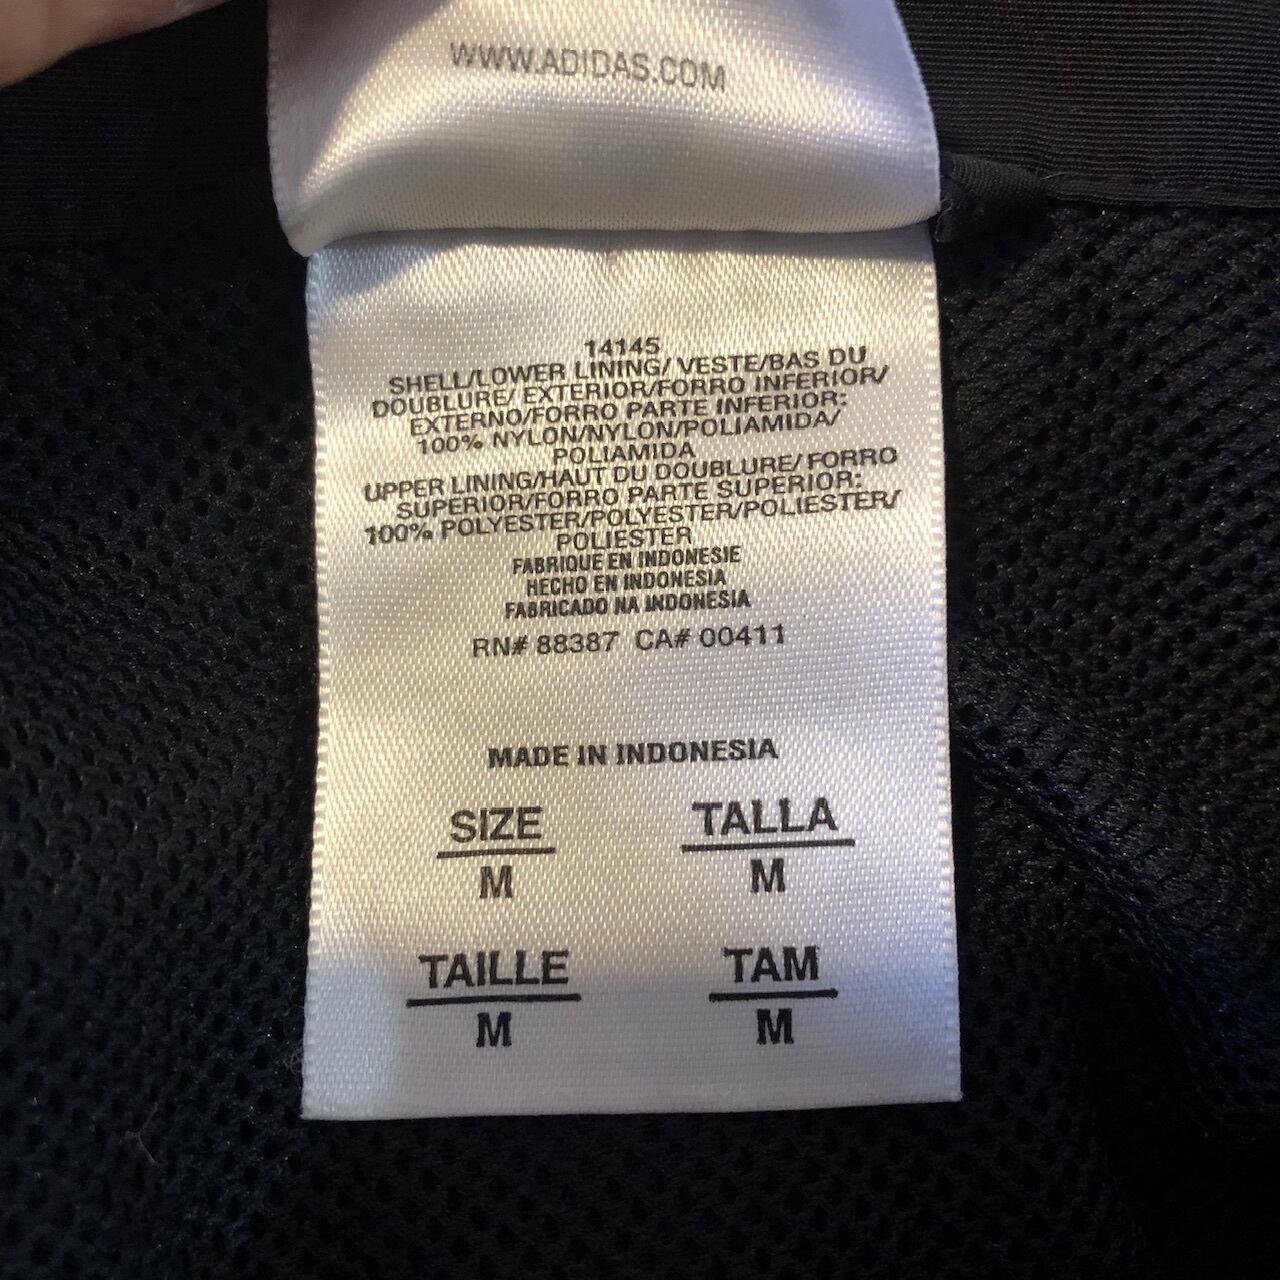 WWW.ADIDAS.COM
14145
SHELL/LOWER LINING/ VESTE/BAS DU
DOUBLURE/ EXTERIOR/FORRO INFERIOR/
EXTERNO/FORRO PARTE INFERIOR:
100% NYLON/NYLON/POLIAMIDA/
POLIAMIDA
UPPER LINING/HAUT DU DOUBLURE/ FORRO
SUPERIOR/FORRO PARTE SUPERIOR:
100% POLYESTER/POLYESTER/POLIESTER/
POLIESTER
FABRIQUE EN INDONESIE
HECHO EN INDONESIA
FABRICADO NA INDONESIA
RN# 88387 CA# 00411
MADE IN INDONESIA
SIZE
M
TALLA
M
TAILLE
M
TAM
M